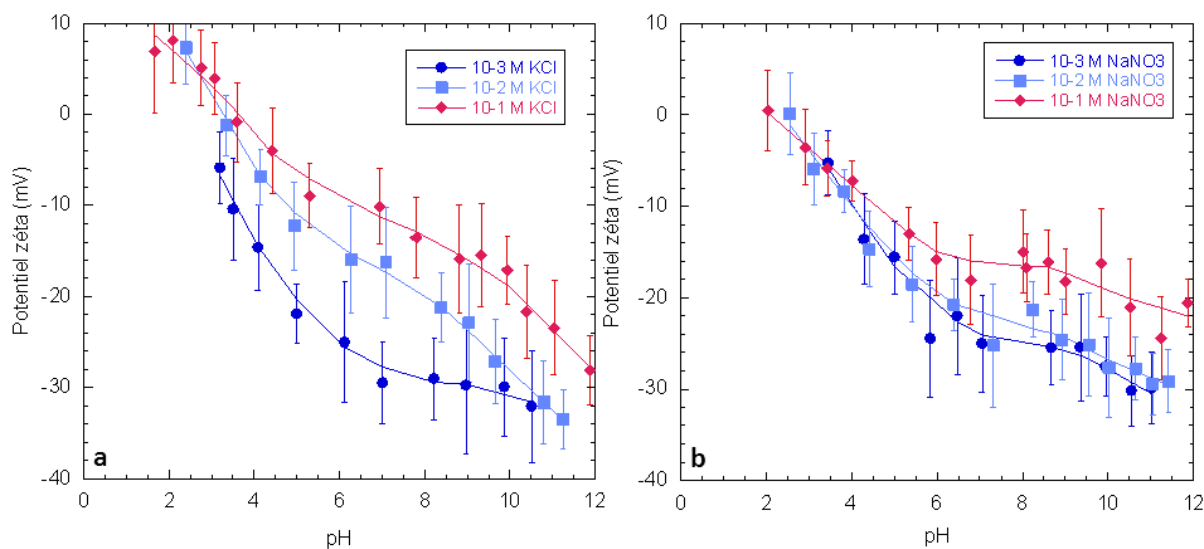 10
0
-10
-20
-30
-40
Potentiel zéta (mV)
10-3 M KCl
10-2 M KCl
10-1 M KCl
a
0 2 4 6 8 10 12
pH
10
0
-10
-20
-30
-40
Potentiel zéta (mV)
10-3 M NaNO3
10-2 M NaNO3
10-1 M NaNO3
b
0 2 4 6 8 10 12
pH